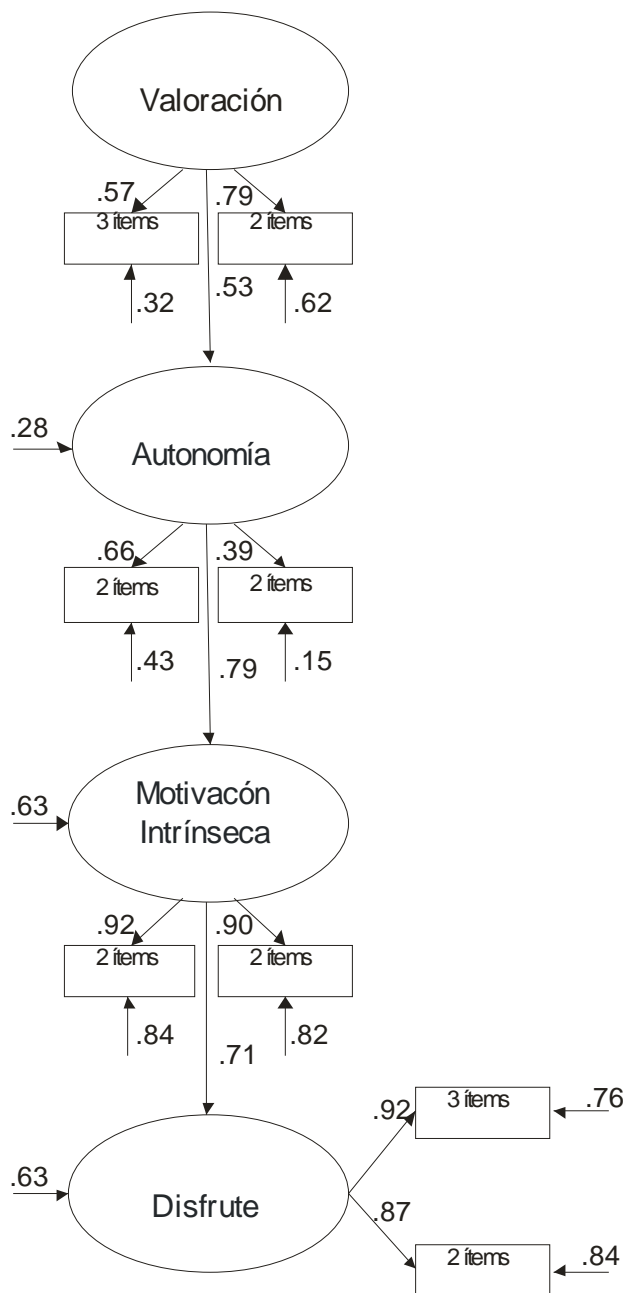 Valoración
.57 .79
3 ítems 2 ítems
.53
.32 .62
.28
Autonomía
.66 .39
2 ítems 2 ítems
.43 .79 .15
.63
Motivacón
Intrínseca
.92 .90
2 ítems 2 ítems
.84 .71 .82
.92 3 ítems .76
.63
Disfrute
.87
2 ítems .84